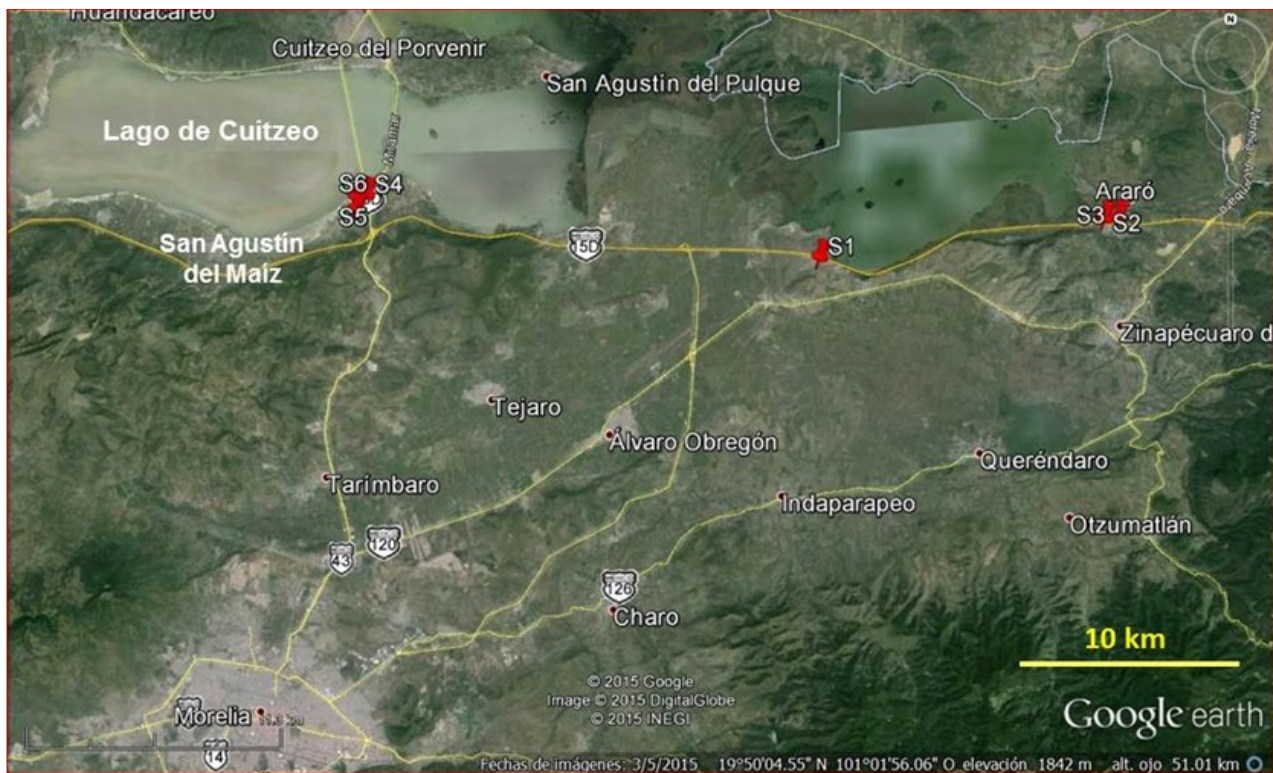 Huandacareo
N
Cuitzeo del Porvenir
San Agustín del Pulque
Lago de Cuitzeo
Miramar
S6
S4
S5
Araró
S3
S2
S1
San Agustín
del Maíz
15D
Zinapécuaro d
Tejaro
Álvaro Obregón
Queréndaro
Tarímbaro
Indaparapeo
Otzumatlán
120
43
126
Charo
10 km
© 2015 Google
Image © 2015 DigitalGlobe
© 2015 INEGI
Morelia
14
Google earth
Fechas de imágenes: 3/5/2015 19°50'04.55" N 101°01'56.06" O elevación 1842 m alt. ojo 51.01 km